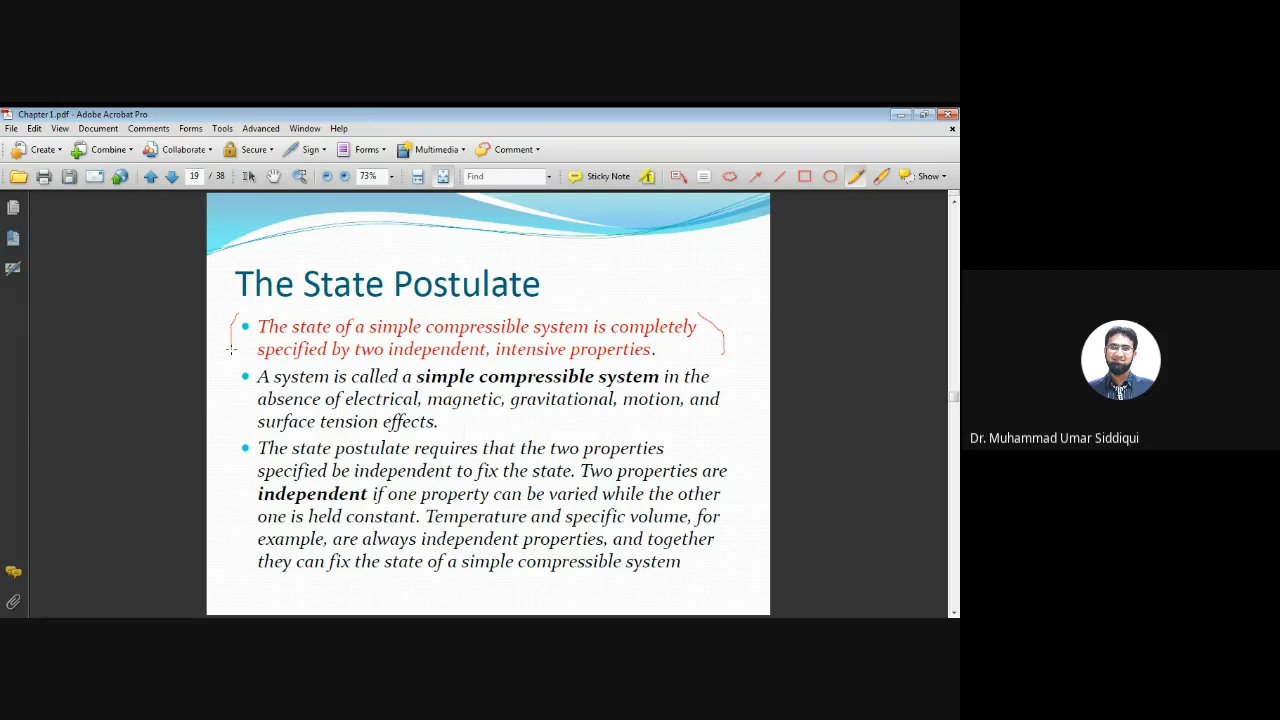 Chapter 1.pdf - Adobe Acrobat Pro
File Edit View Document Comments Forms Tools Advanced Window Help
Create Combine Collaborate Secure Sign Forms Multimedia Comment
19 / 38 73% Find Sticky Note Show
The State Postulate
The state of a simple compressible system is completely
specified by two independent, intensive properties.
A system is called a simple compressible system in the
absence of electrical, magnetic, gravitational, motion, and
surface tension effects.
The state postulate requires that the two properties
specified be independent to fix the state. Two properties are
independent if one property can be varied while the other
one is held constant. Temperature and specific volume, for
example, are always independent properties, and together
they can fix the state of a simple compressible system
Dr. Muhammad Umar Siddiqui